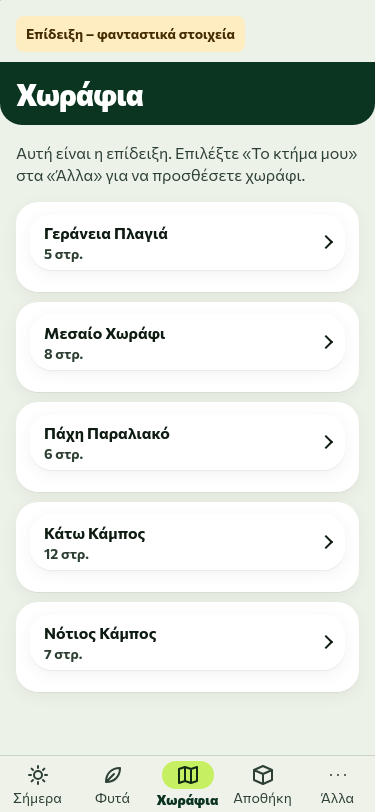 Επίδειξη – φανταστικά στοιχεία
Χωράφια
Αυτή είναι η επίδειξη. Επιλέξτε «Το κτήμα μου»
στα «Άλλα» για να προσθέσετε χωράφι.
Γεράνεια Πλαγιά
5 στρ.
Μεσαίο Χωράφι
8 στρ.
Πάχη Παραλιακό
6 στρ.
Κάτω Κάμπος
12 στρ.
Νότιος Κάμπος
7 στρ.
Σήμερα Φυτά Χωράφια Αποθήκη Άλλα